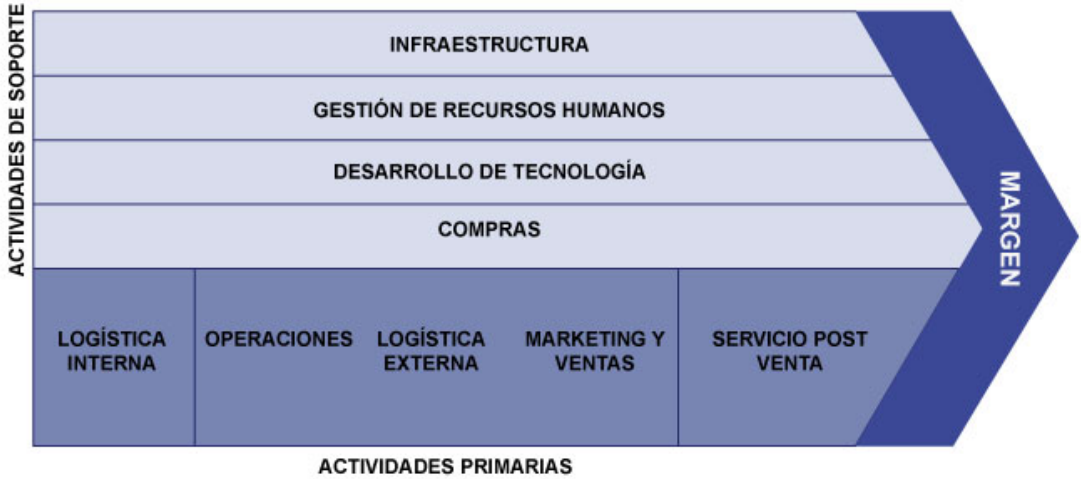 ACTIVIDADES DE SOPORTE
INFRAESTRUCTURA
GESTIÓN DE RECURSOS HUMANOS
DESARROLLO DE TECNOLOGÍA
COMPRAS
MARGEN
LOGÍSTICA
INTERNA
OPERACIONES
LOGÍSTICA
EXTERNA
MARKETING Y
VENTAS
SERVICIO POST
VENTA
ACTIVIDADES PRIMARIAS